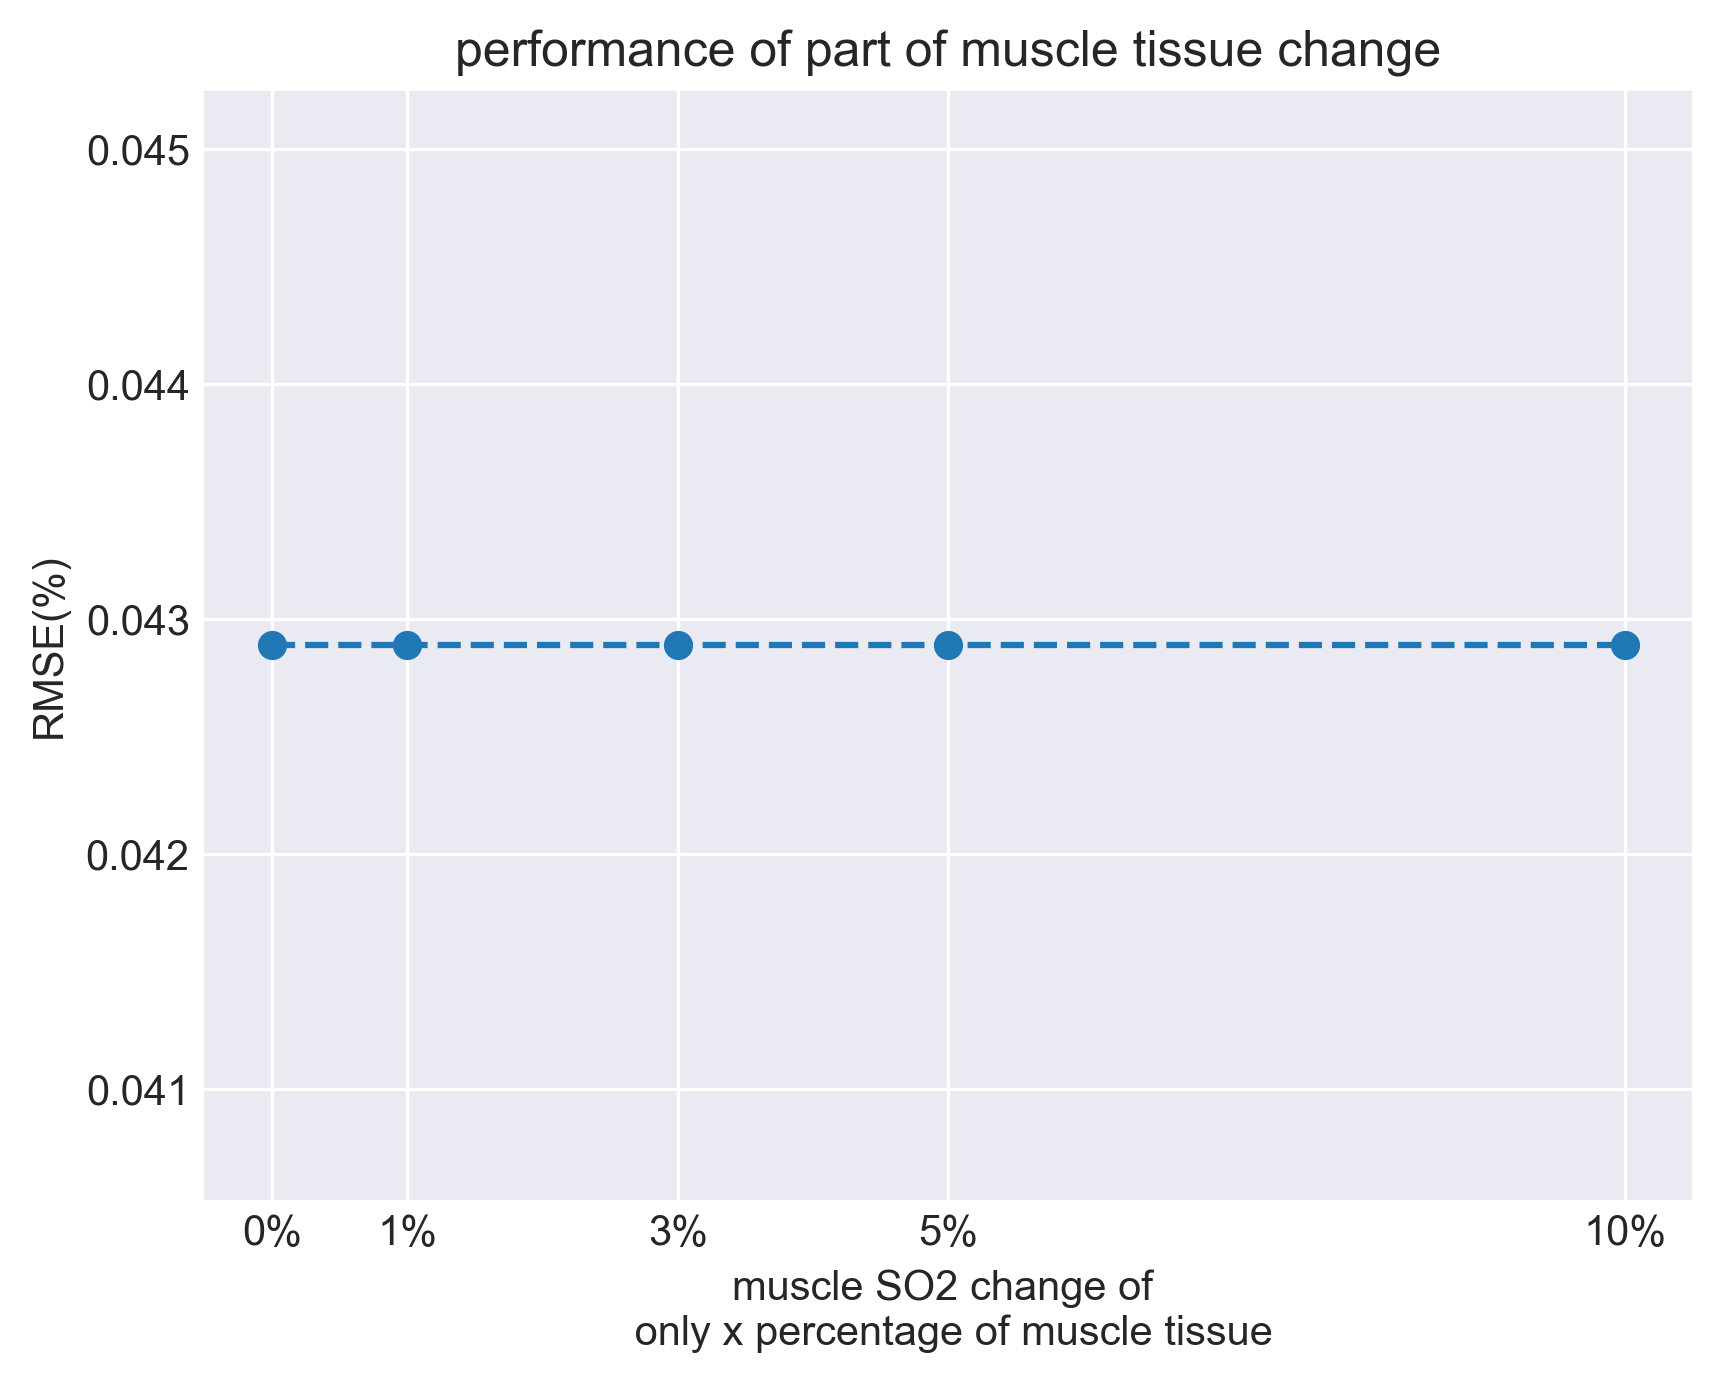 performance of part of muscle tissue change
RMSE(%)
0.045
0.044
0.043
0.042
0.041
0% 1% 3% 5% 10%
muscle SO2 change of
only x percentage of muscle tissue